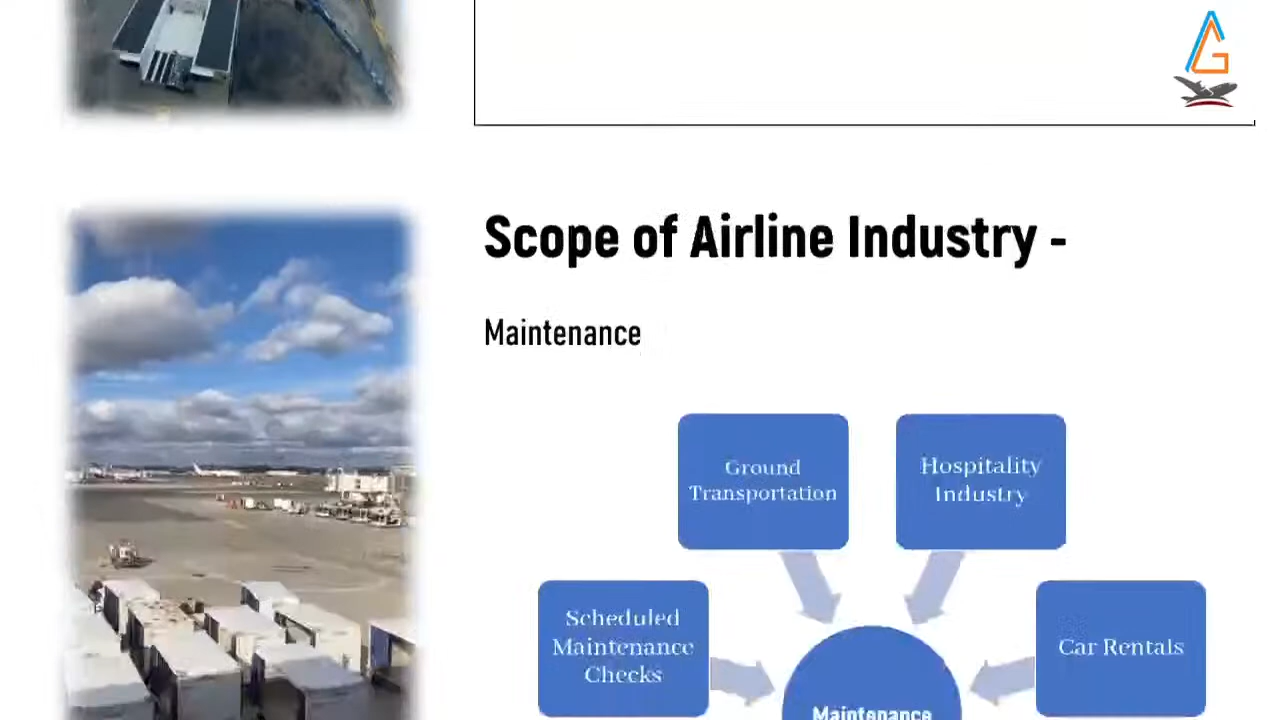 Scope of Airline Industry -
Maintenance
Ground
Transportation
Hospitality
Industry
Scheduled
Maintenance
Checks
Car Rentals
Maintenance